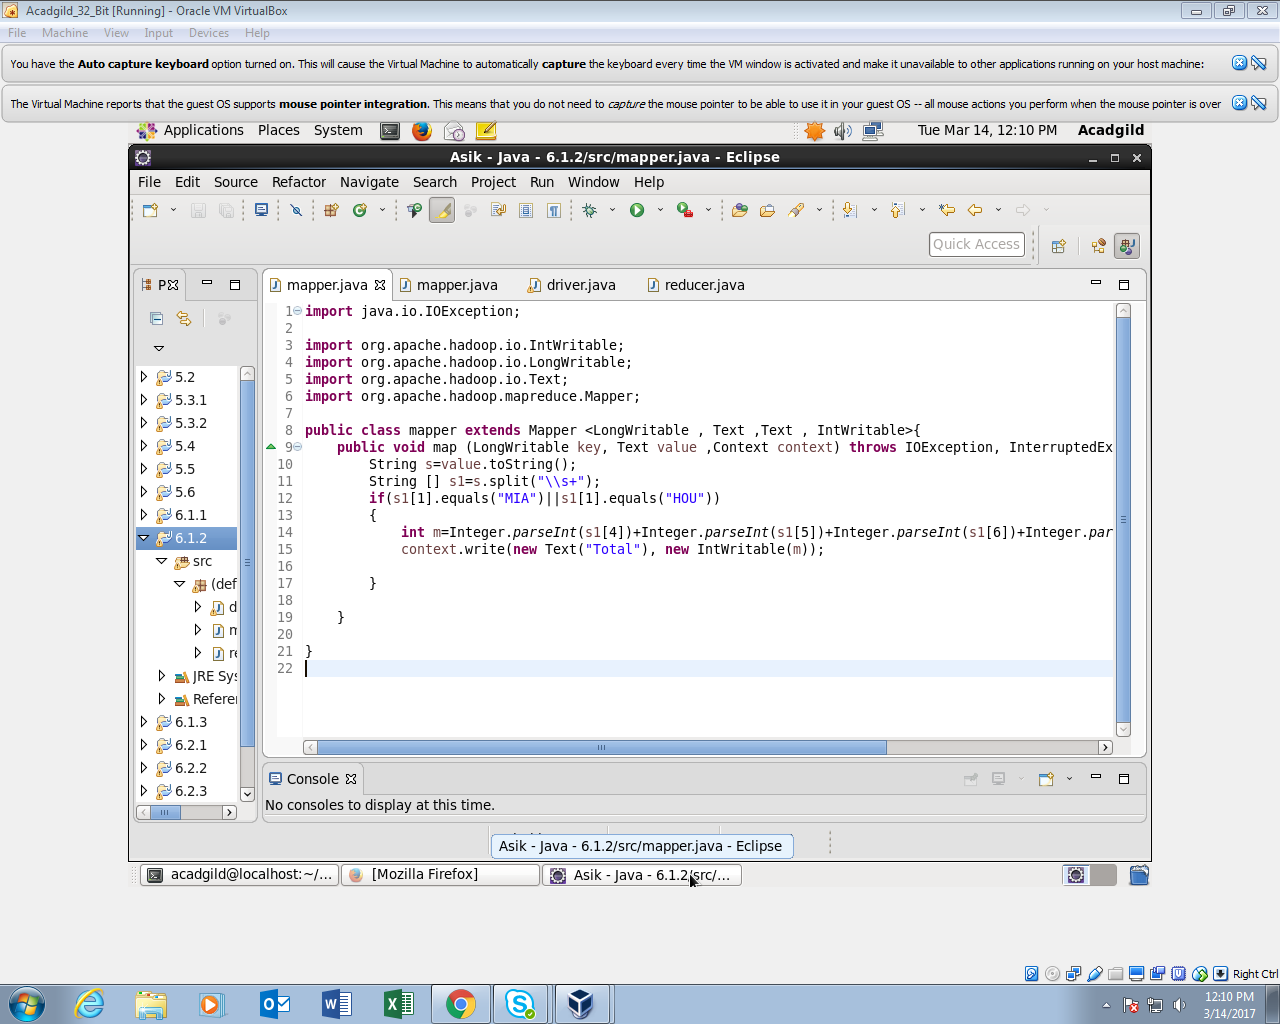 Acadgild_32_Bit [Running] - Oracle VM VirtualBox
File Machine View Input Devices Help
You have the Auto capture keyboard option turned on. This will cause the Virtual Machine to automatically capture the keyboard every time the VM window is activated and make it unavailable to other applications running on your host machine:
The Virtual Machine reports that the guest OS supports mouse pointer integration. This means that you do not need to capture the mouse pointer to be able to use it in your guest OS -- all mouse actions you perform when the mouse pointer is over
Applications Places System Tue Mar 14, 12:10 PM Acadgild
Asik - Java - 6.1.2/src/mapper.java - Eclipse
File Edit Source Refactor Navigate Search Project Run Window Help
Quick Access
P
mapper.java mapper.java driver.java reducer.java
1 import java.io.IOException;
2
3 import org.apache.hadoop.io.IntWritable;
4 import org.apache.hadoop.io.LongWritable;
5 import org.apache.hadoop.io.Text;
6 import org.apache.hadoop.mapreduce.Mapper;
7
8 public class mapper extends Mapper <LongWritable , Text ,Text , IntWritable>{
9 public void map (LongWritable key, Text value ,Context context) throws IOException, InterruptedEx
10 String s=value.toString();
11 String [] s1=s.split("\\s+");
12 if(s1[1].equals("MIA")||s1[1].equals("HOU"))
13 {
14 int m=Integer.parseInt(s1[4])+Integer.parseInt(s1[5])+Integer.parseInt(s1[6])+Integer.par
15 context.write(new Text("Total"), new IntWritable(m));
16
17 }
18
19 }
20
21 }
22
5.2
5.3.1
5.3.2
5.4
5.5
5.6
6.1.1
6.1.2
src
(def
d
m
re
JRE Sys
Referen
6.1.3
6.2.1
6.2.2
6.2.3
Console
No consoles to display at this time.
Asik - Java - 6.1.2/src/mapper.java - Eclipse
acadgild@localhost:~/... [Mozilla Firefox] Asik - Java - 6.1.2/src/...
Right Ctrl
12:10 PM
3/14/2017